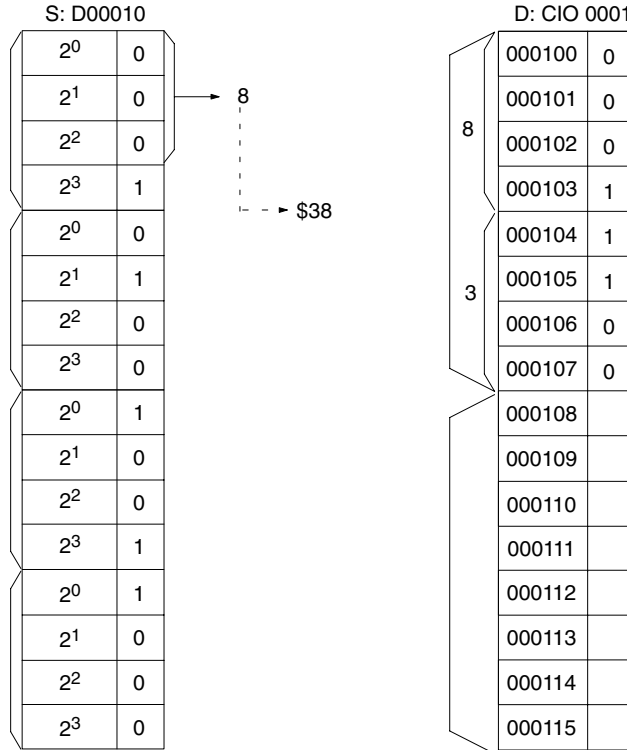 S: D00010 D: CIO 0001
2⁰ 0 000100 0
2¹ 0 8 000101 0
2² 0 8 000102 0
2³ 1 $38 000103 1
2⁰ 0 000104 1
2¹ 1 3 000105 1
2² 0 000106 0
2³ 0 000107 0
2⁰ 1 000108
2¹ 0 000109
2² 0 000110
2³ 1 000111
2⁰ 1 000112
2¹ 0 000113
2² 0 000114
2³ 0 000115